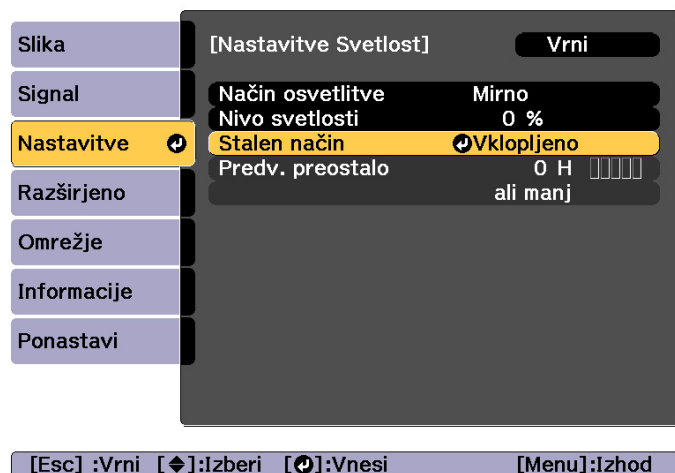 Slika
Signal
Nastavitve
Razširjeno
Omrežje
Informacije
Ponastavi
[Nastavitve Svetlost] Vrni
Način osvetlitve Mirno
Nivo svetlosti 0 %
Stalen način Vklopljeno
Predv. preostalo 0 H
ali manj
[Esc] :Vrni [◆]:Izberi [⏎]:Vnesi [Menu]:Izhod